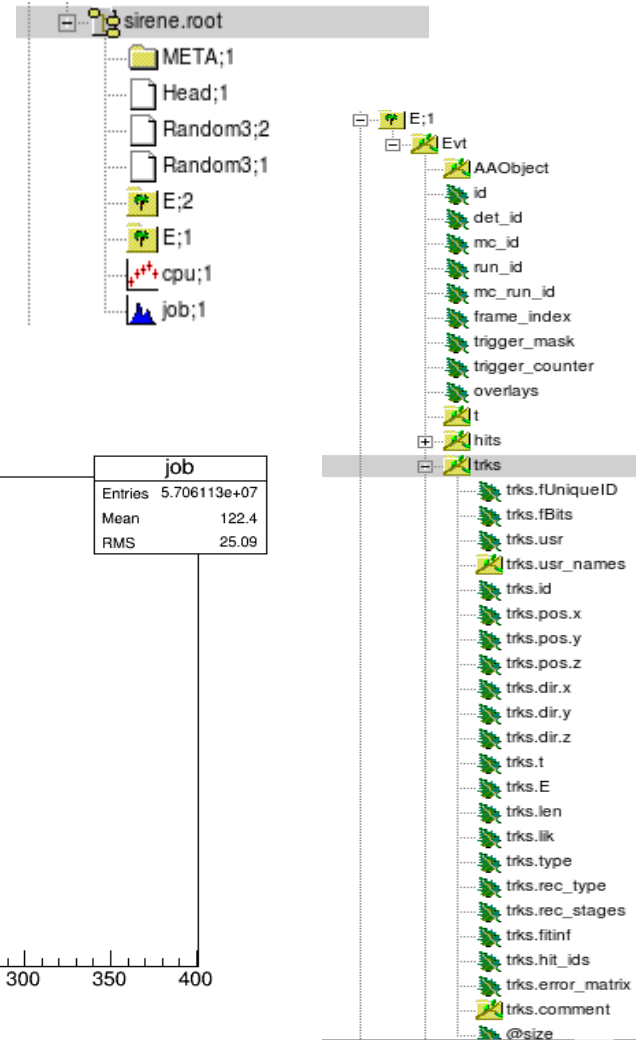 sirene.root
META;1
Head;1
Random3;2
Random3;1
E;2
E;1
cpu;1
job;1
job
Entries 5.706113e+07
Mean 122.4
RMS 25.09
300 350 400
E;1
Evt
AAObject
id
det_id
mc_id
run_id
mc_run_id
frame_index
trigger_mask
trigger_counter
overlays
t
hits
trks
trks.fUniqueID
trks.fBits
trks.usr
trks.usr_names
trks.id
trks.pos.x
trks.pos.y
trks.pos.z
trks.dir.x
trks.dir.y
trks.dir.z
trks.t
trks.E
trks.len
trks.lik
trks.type
trks.rec_type
trks.rec_stages
trks.fitinf
trks.hit_ids
trks.error_matrix
trks.comment
@size